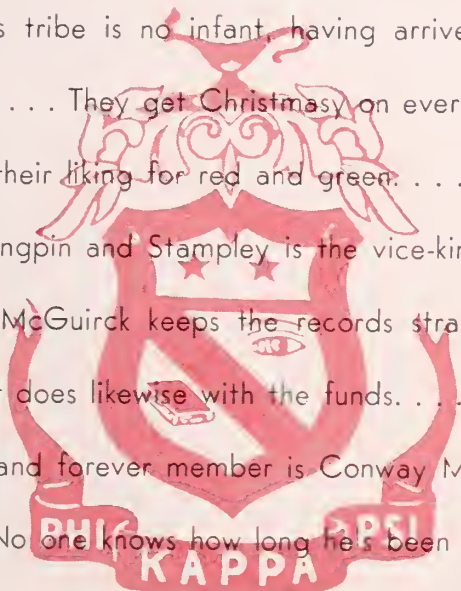 s tribe is no infant, having arrive
. . . They get Christmasy on ever
their liking for red and green. . . .
ngpin and Stampley is the vice-kin
McGuirck keeps the records stra
r does likewise with the funds. . . .
and forever member is Conway M
No one knows how long he's been
PHI KAPPA PSI